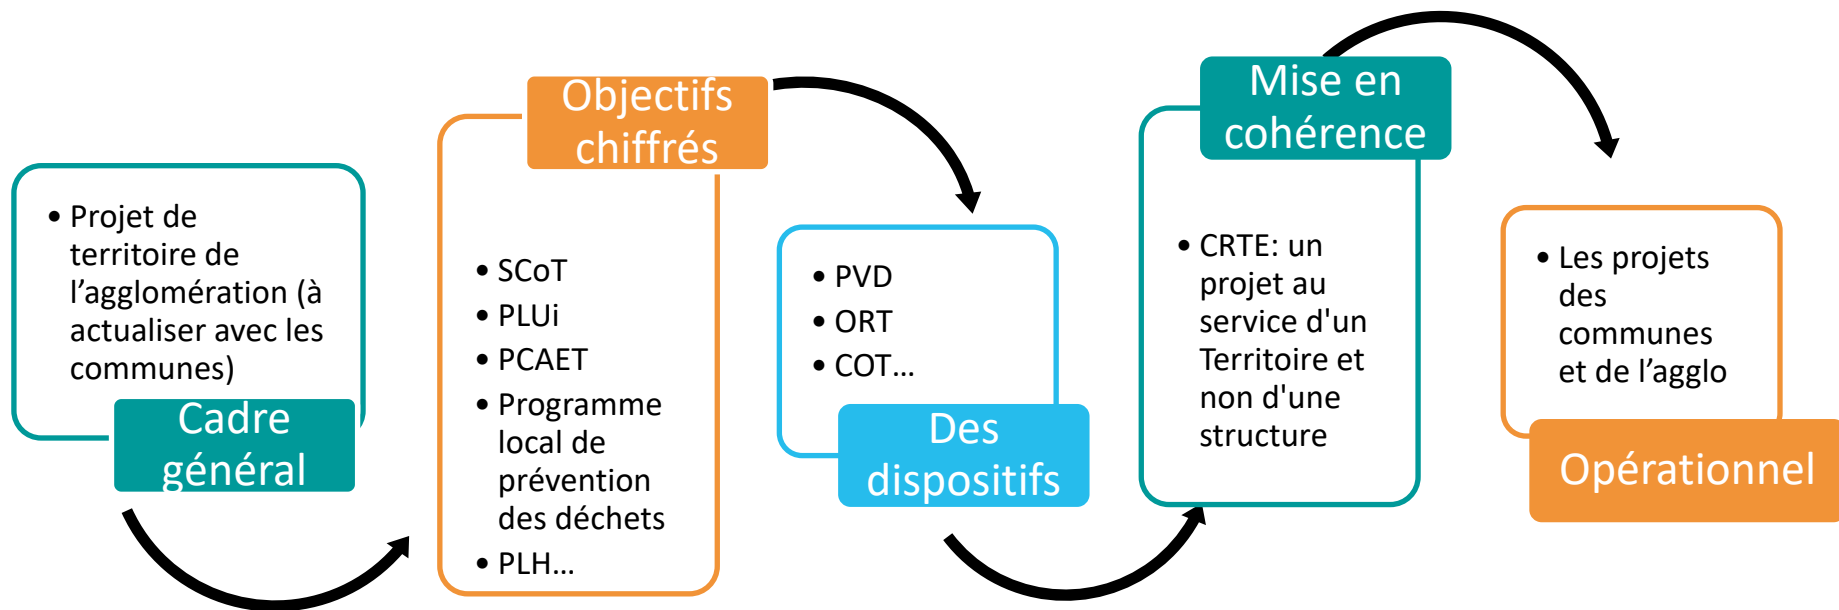 • Projet de
territoire de
l’agglomération (à
actualiser avec les
communes)
Cadre
général
Objectifs
chiffrés
• SCoT
• PLUi
• PCAET
• Programme
local de
prévention
des déchets
• PLH…
• PVD
• ORT
• COT…
Des
dispositifs
Mise en
cohérence
• CRTE: un
projet au
service d'un
Territoire et
non d'une
structure
• Les projets
des
communes
et de l’agglo
Opérationnel